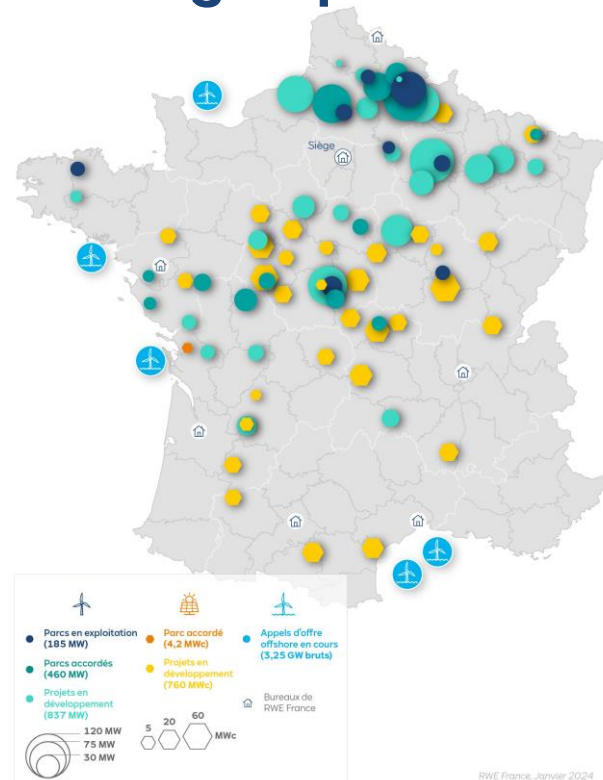 Siège
Parcs en exploitation
(185 MW)
Parcs accordés
(460 MW)
Projets en
développement
(837 MW)
120 MW
75 MW
30 MW
Parc accordé
(4,2 MWc)
Projets en
développement
(760 MWc)
5
20
60
MWc
Appels d'offre
offshore en cours
(3,25 GW bruts)
Bureaux de
RWE France
RWE France, Janvier 2024